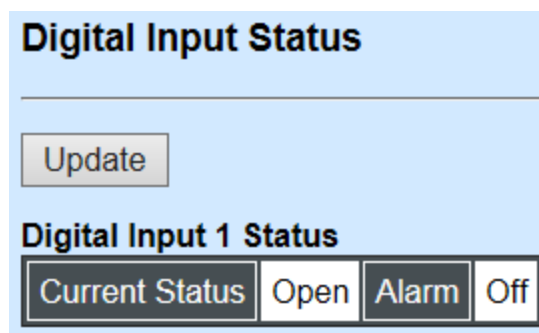 Digital Input Status
Update
Digital Input 1 Status
Current Status Open Alarm Off